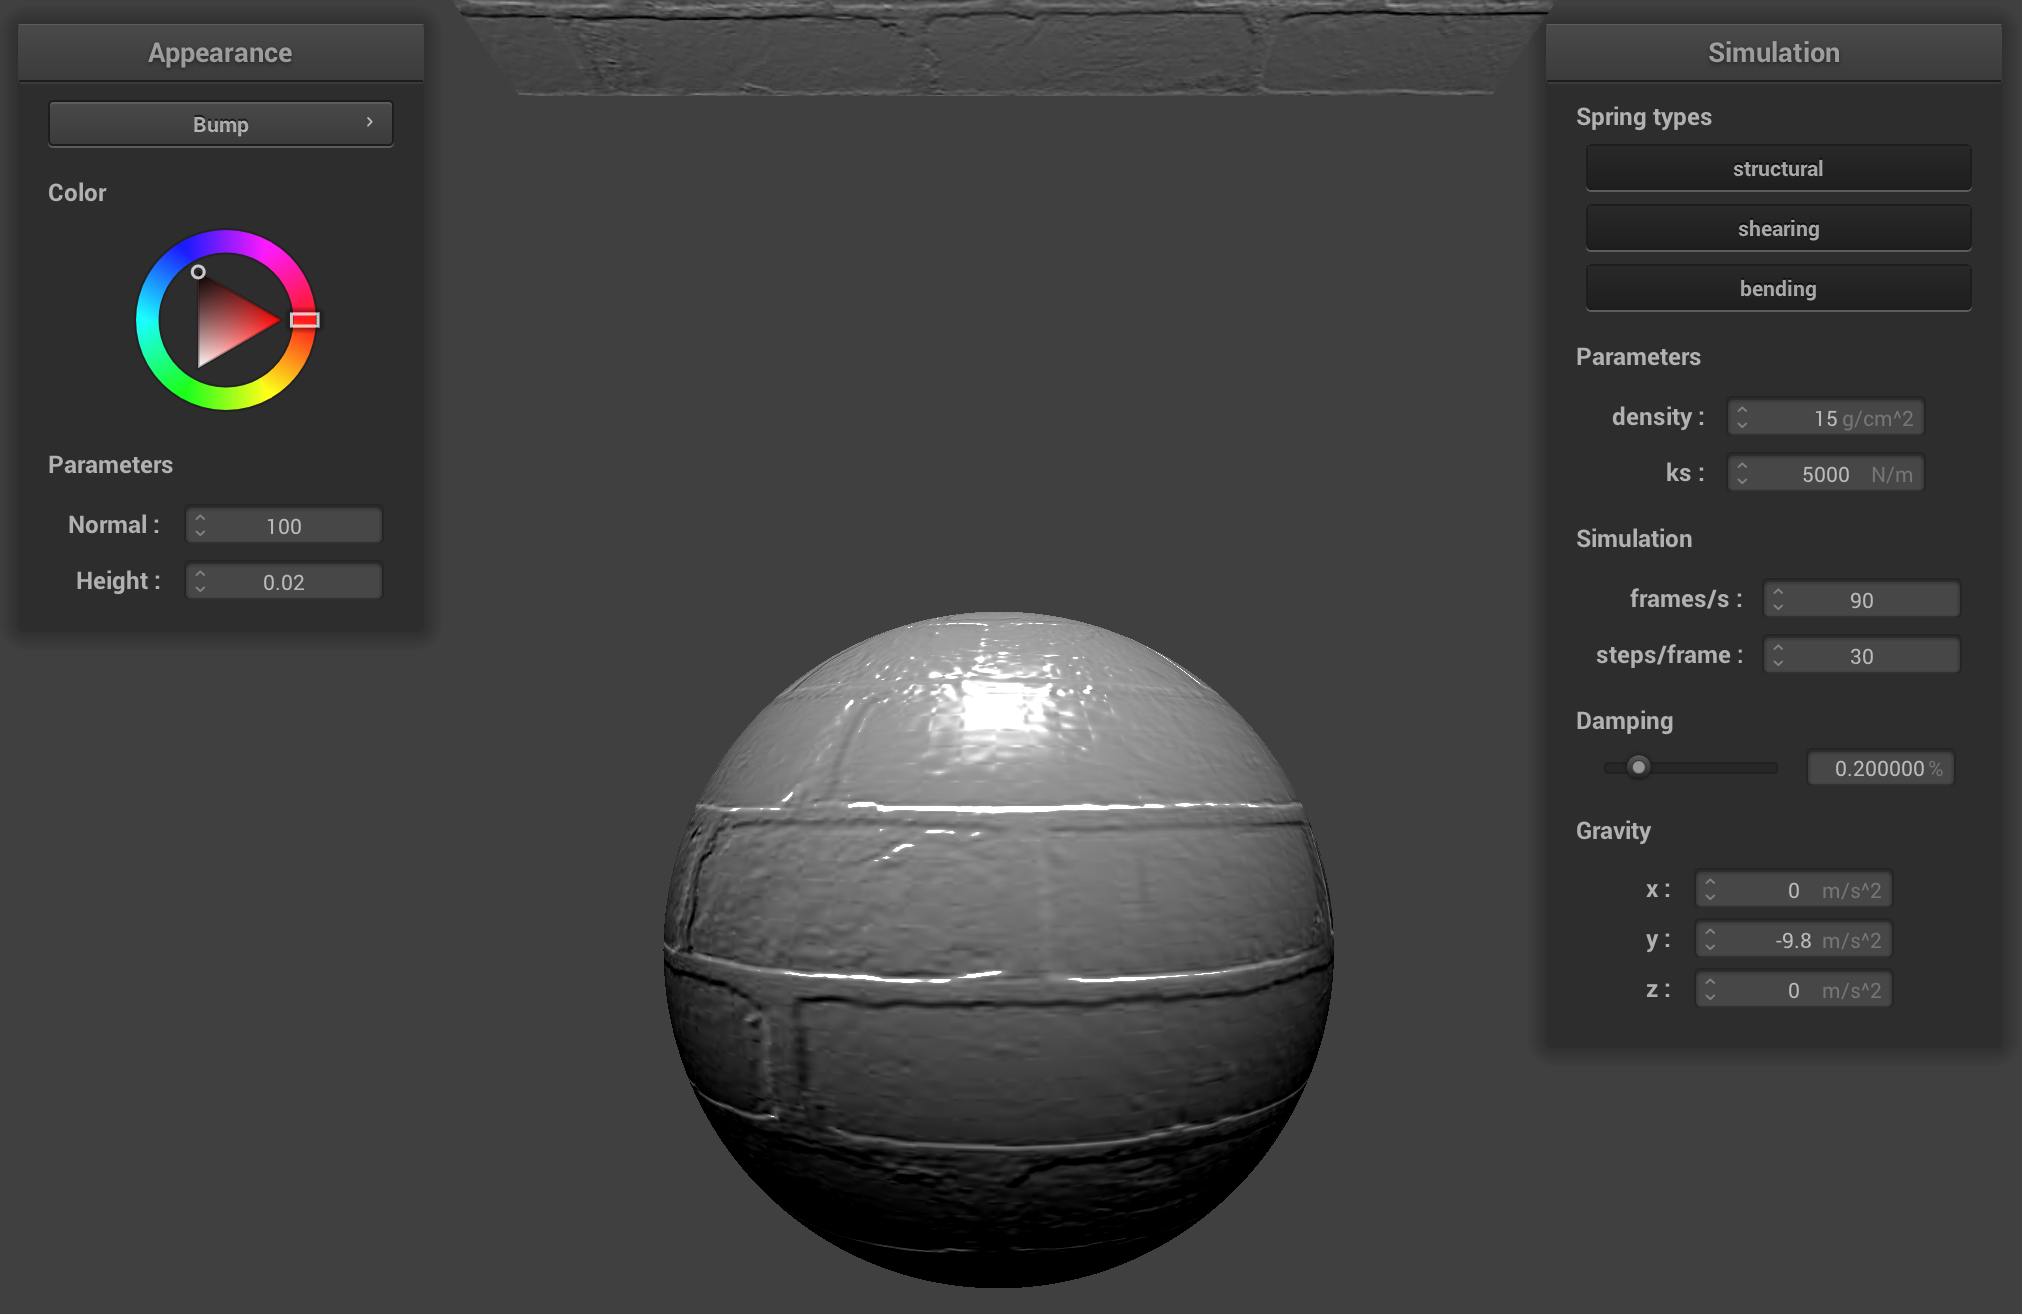 Appearance
Bump
Color
Parameters
Normal : 100
Height : 0.02
Simulation
Spring types
structural
shearing
bending
Parameters
density : 15 g/cm^2
ks : 5000 N/m
Simulation
frames/s : 90
steps/frame : 30
Damping
0.200000 %
Gravity
x : 0 m/s^2
y : -9.8 m/s^2
z : 0 m/s^2